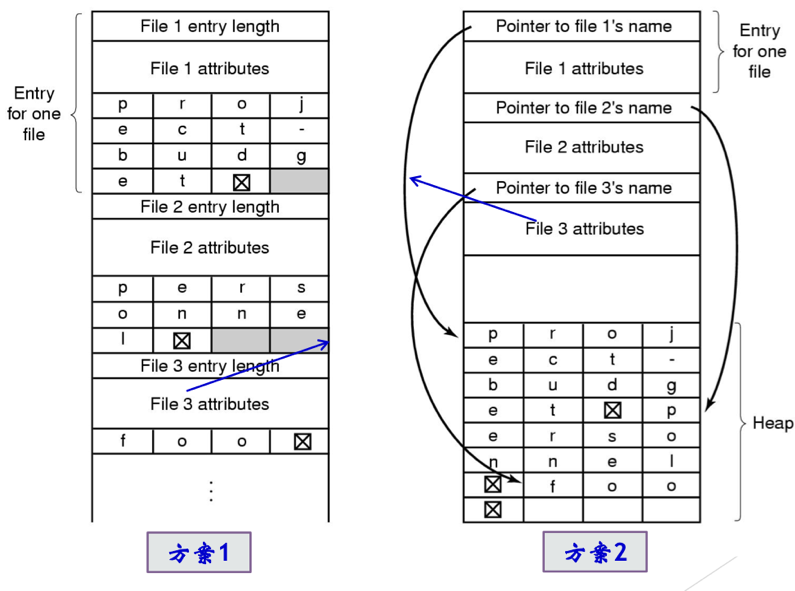 Entry
for one
file
File 1 entry length
File 1 attributes
p r o j
e c t -
b u d g
e t ☒
File 2 entry length
File 2 attributes
p e r s
o n n e
l ☒
File 3 entry length
File 3 attributes
f o o ☒
⋮
方案1
Pointer to file 1's name
File 1 attributes
Entry
for one
file
Pointer to file 2's name
File 2 attributes
Pointer to file 3's name
File 3 attributes
p r o j
e c t -
b u d g
e t ☒ p
e r s o
n n e l
☒ f o o
☒
Heap
方案2